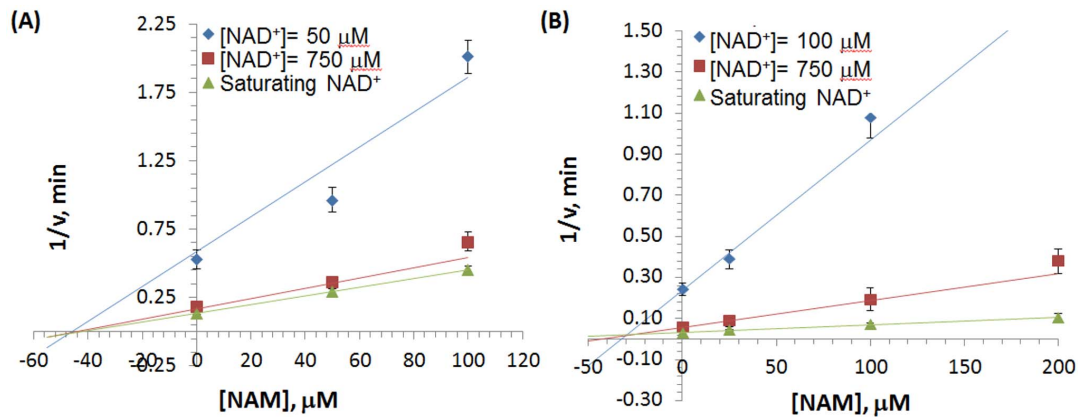 (A)
2.25
1.75
1.25
0.75
0.25
-0.25
1/v, min
[NAD+]= 50 µM
[NAD+]= 750 µM
Saturating NAD+
-60 -40 -20 0 20 40 60 80 100 120
[NAM], µM
(B)
1.50
1.30
1.10
0.90
0.70
0.50
0.30
0.10
-0.10
-0.30
1/v, min
[NAD+]= 100 µM
[NAD+]= 750 µM
Saturating NAD+
-50 0 50 100 150 200
[NAM], µM